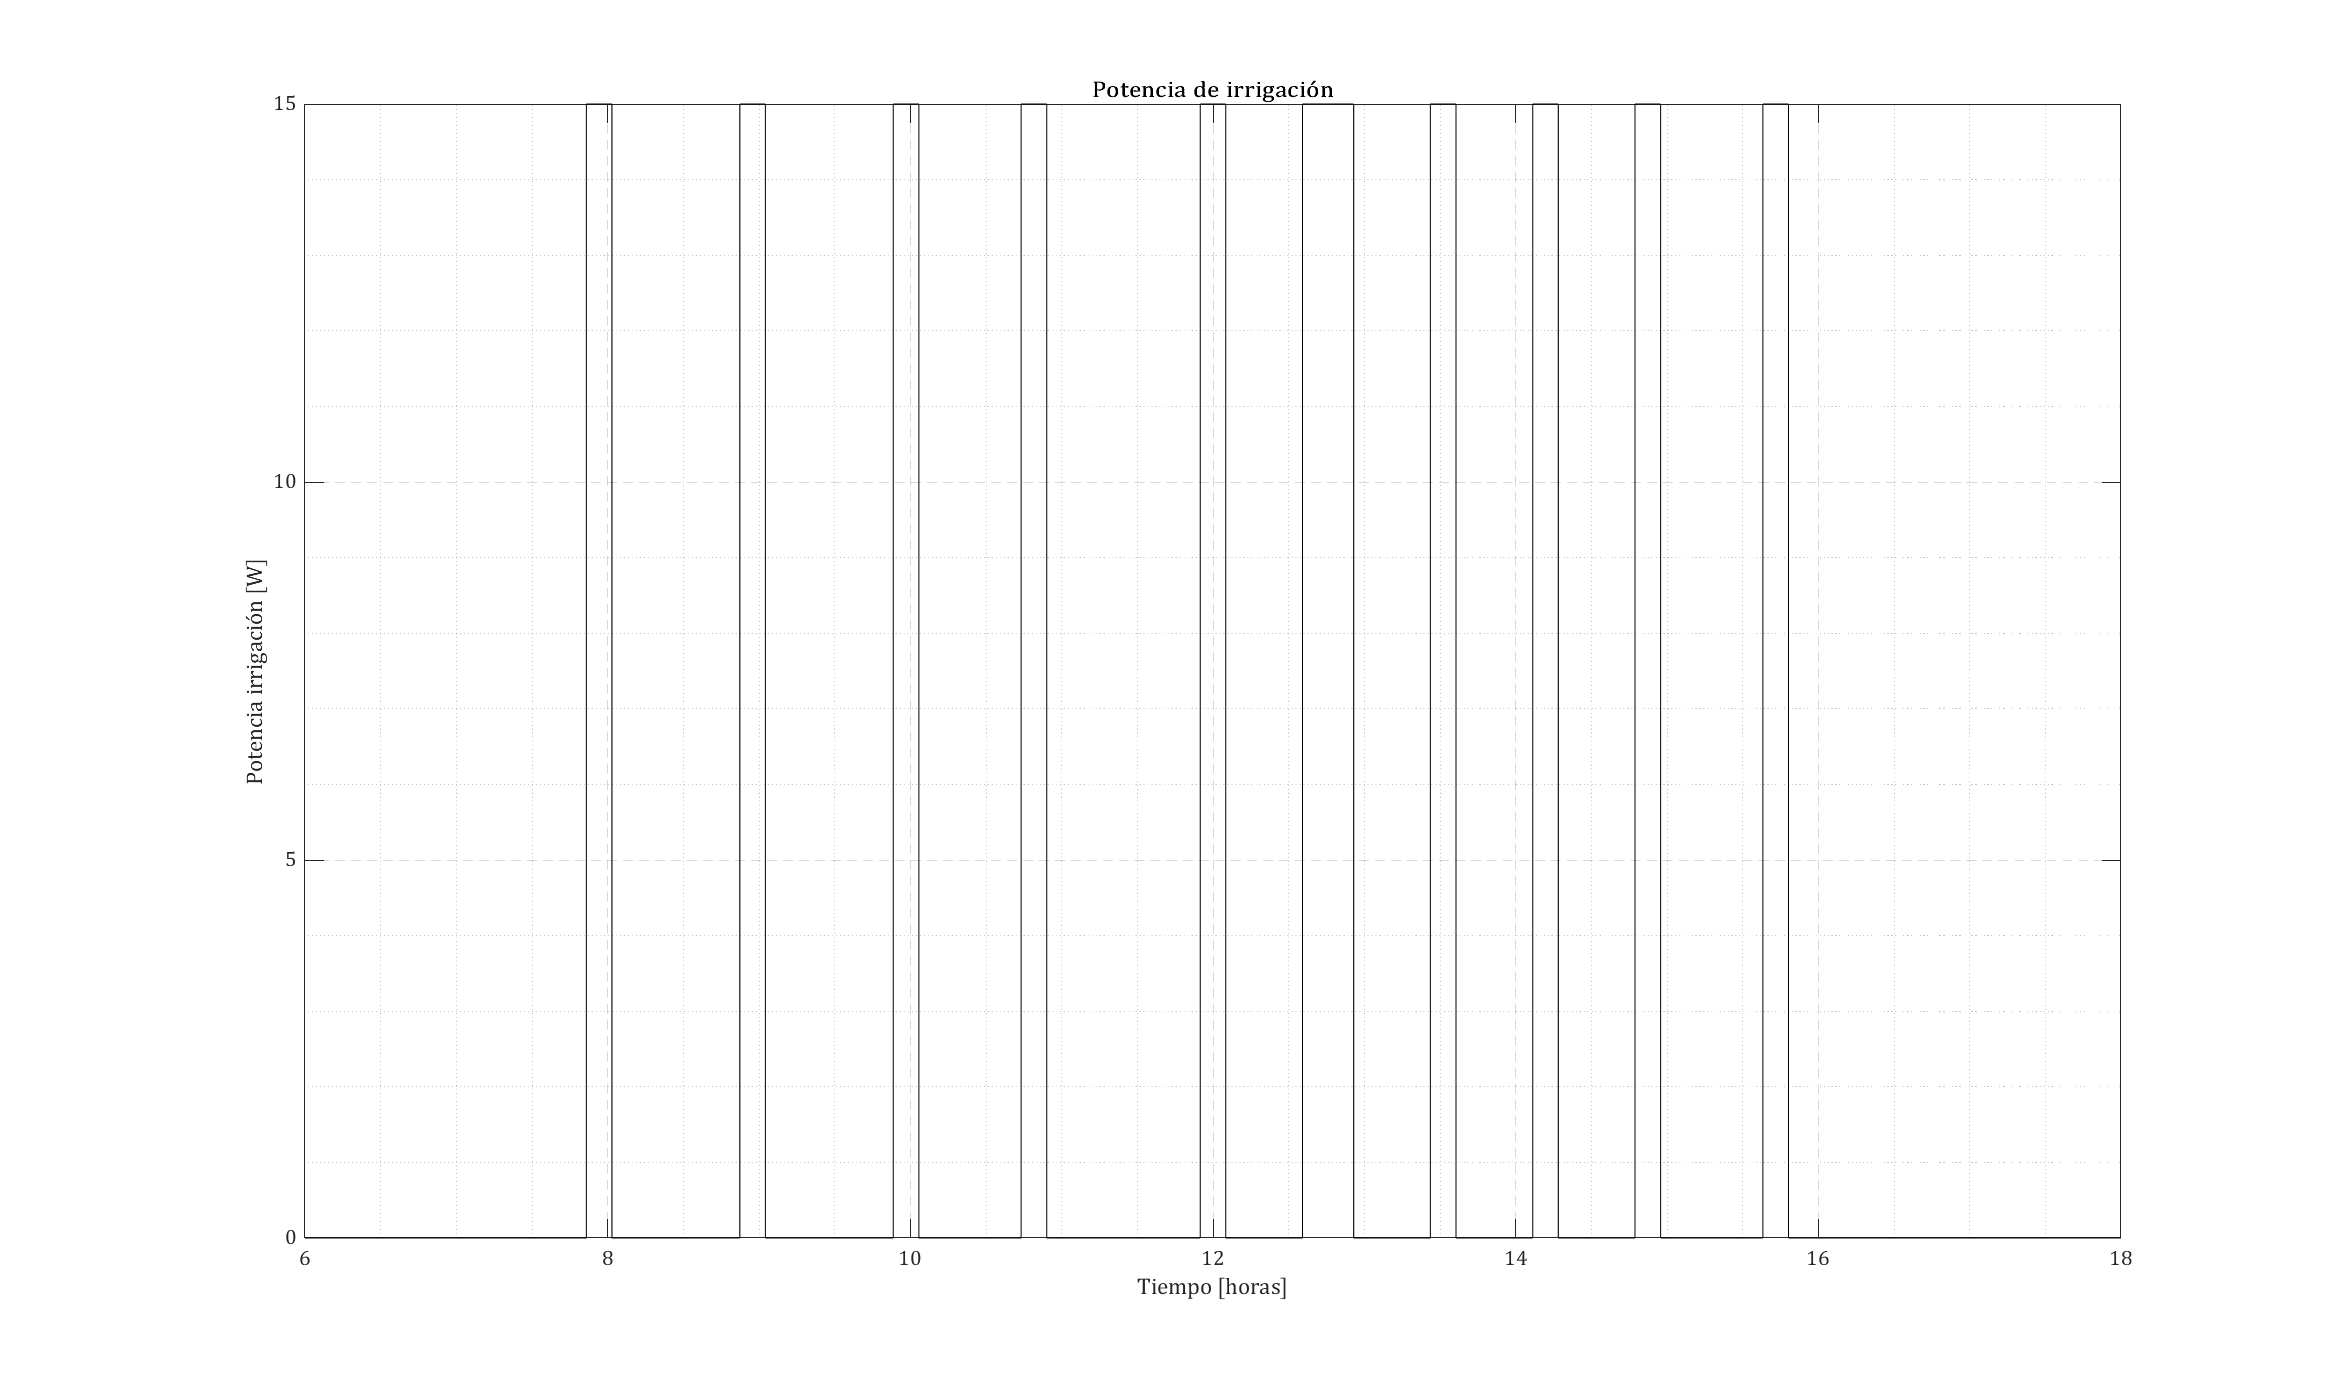 Potencia de irrigación
15
10
5
0
Potencia irrigación [W]
6 8 10 12 14 16 18
Tiempo [horas]